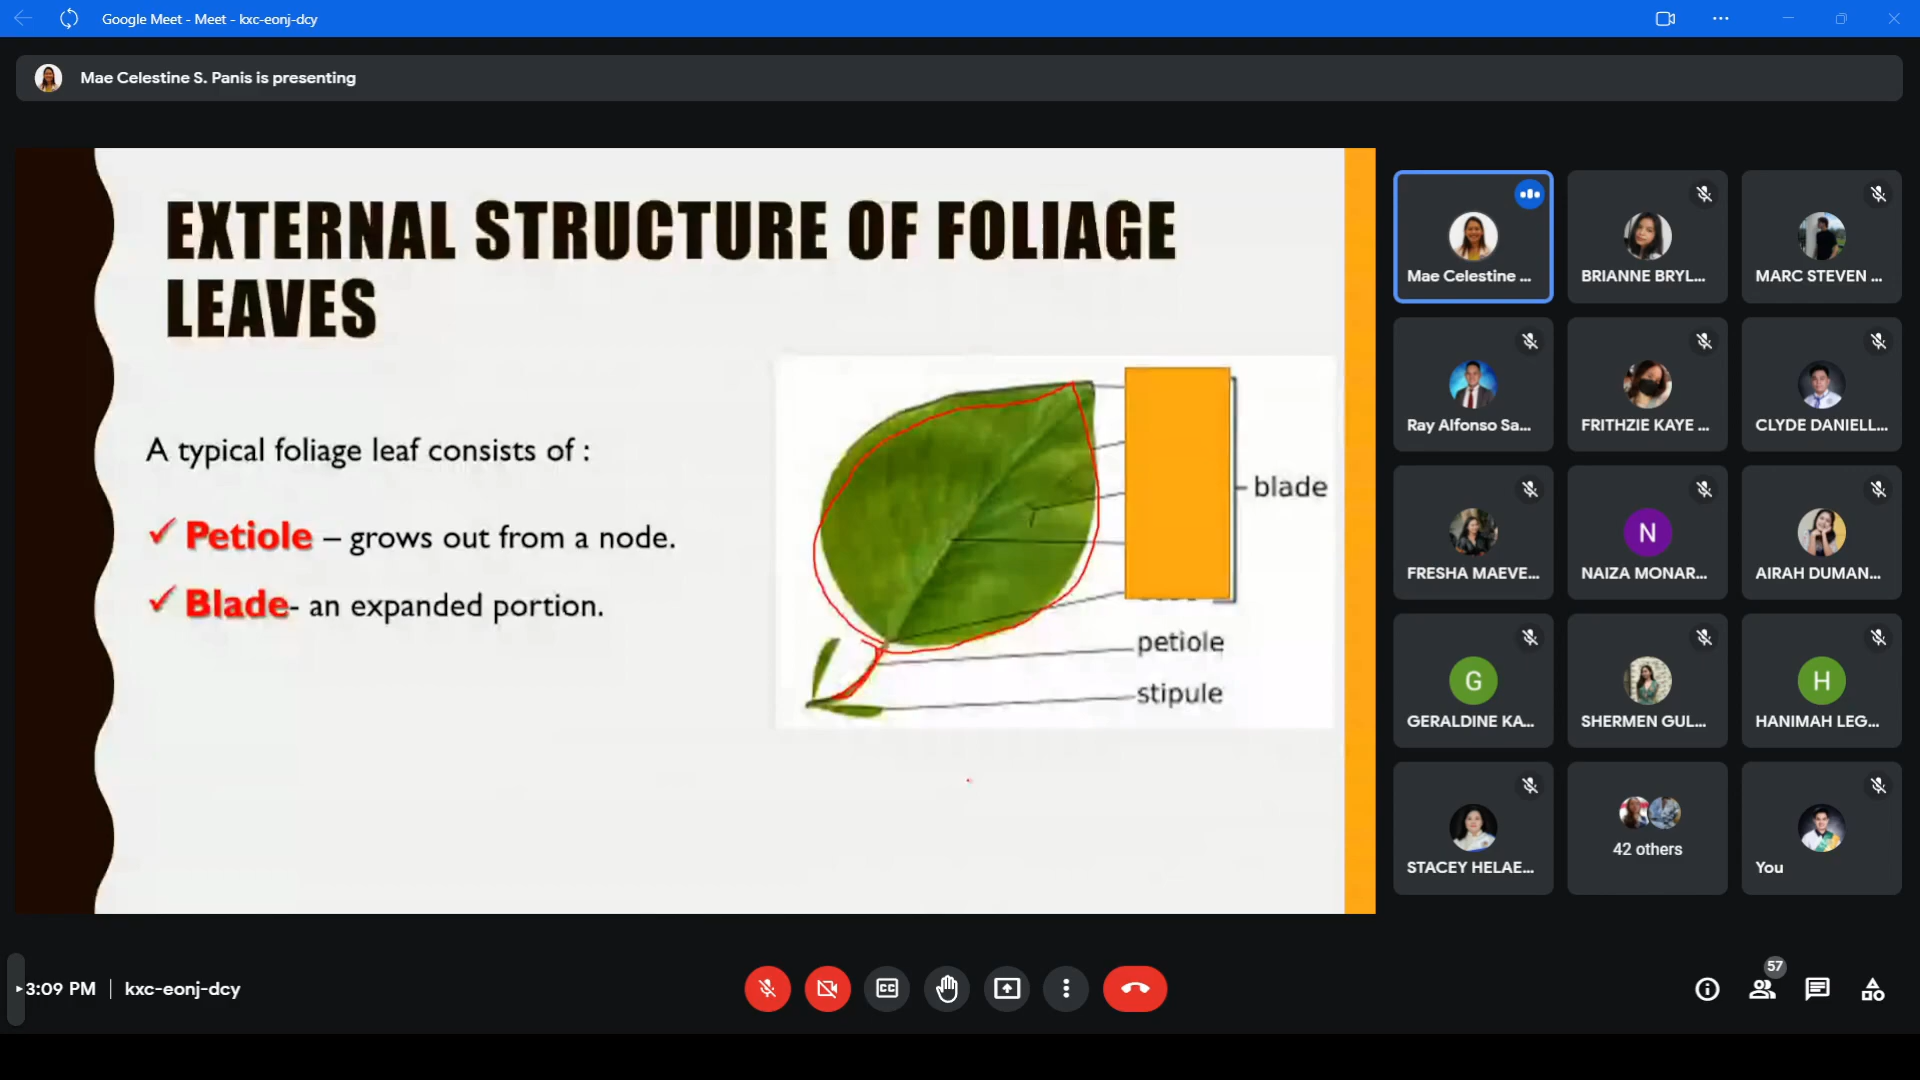 Google Meet - Meet - kxc-eonj-dcy
Mae Celestine S. Panis is presenting
EXTERNAL STRUCTURE OF FOLIAGE
LEAVES
A typical foliage leaf consists of :
✓ Petiole – grows out from a node.
✓ Blade- an expanded portion.
blade
petiole
stipule
Mae Celestine ...
BRIANNE BRYL...
MARC STEVEN ...
Ray Alfonso Sa...
FRITHZIE KAYE ...
CLYDE DANIELL...
FRESHA MAEVE...
N
NAIZA MONAR...
AIRAH DUMAN...
G
GERALDINE KA...
SHERMEN GUL...
H
HANIMAH LEG...
STACEY HELAE...
42 others
You
3:09 PM | kxc-eonj-dcy
CC
57